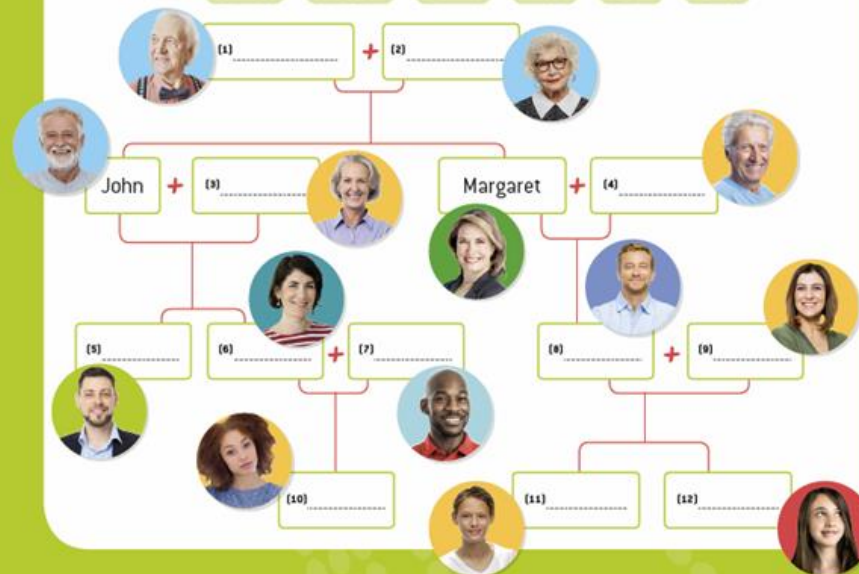 (1) + (2)
John + (3) Margaret + (4)
(5) (6) + (7) (8) + (9)
(10) (11) (12)